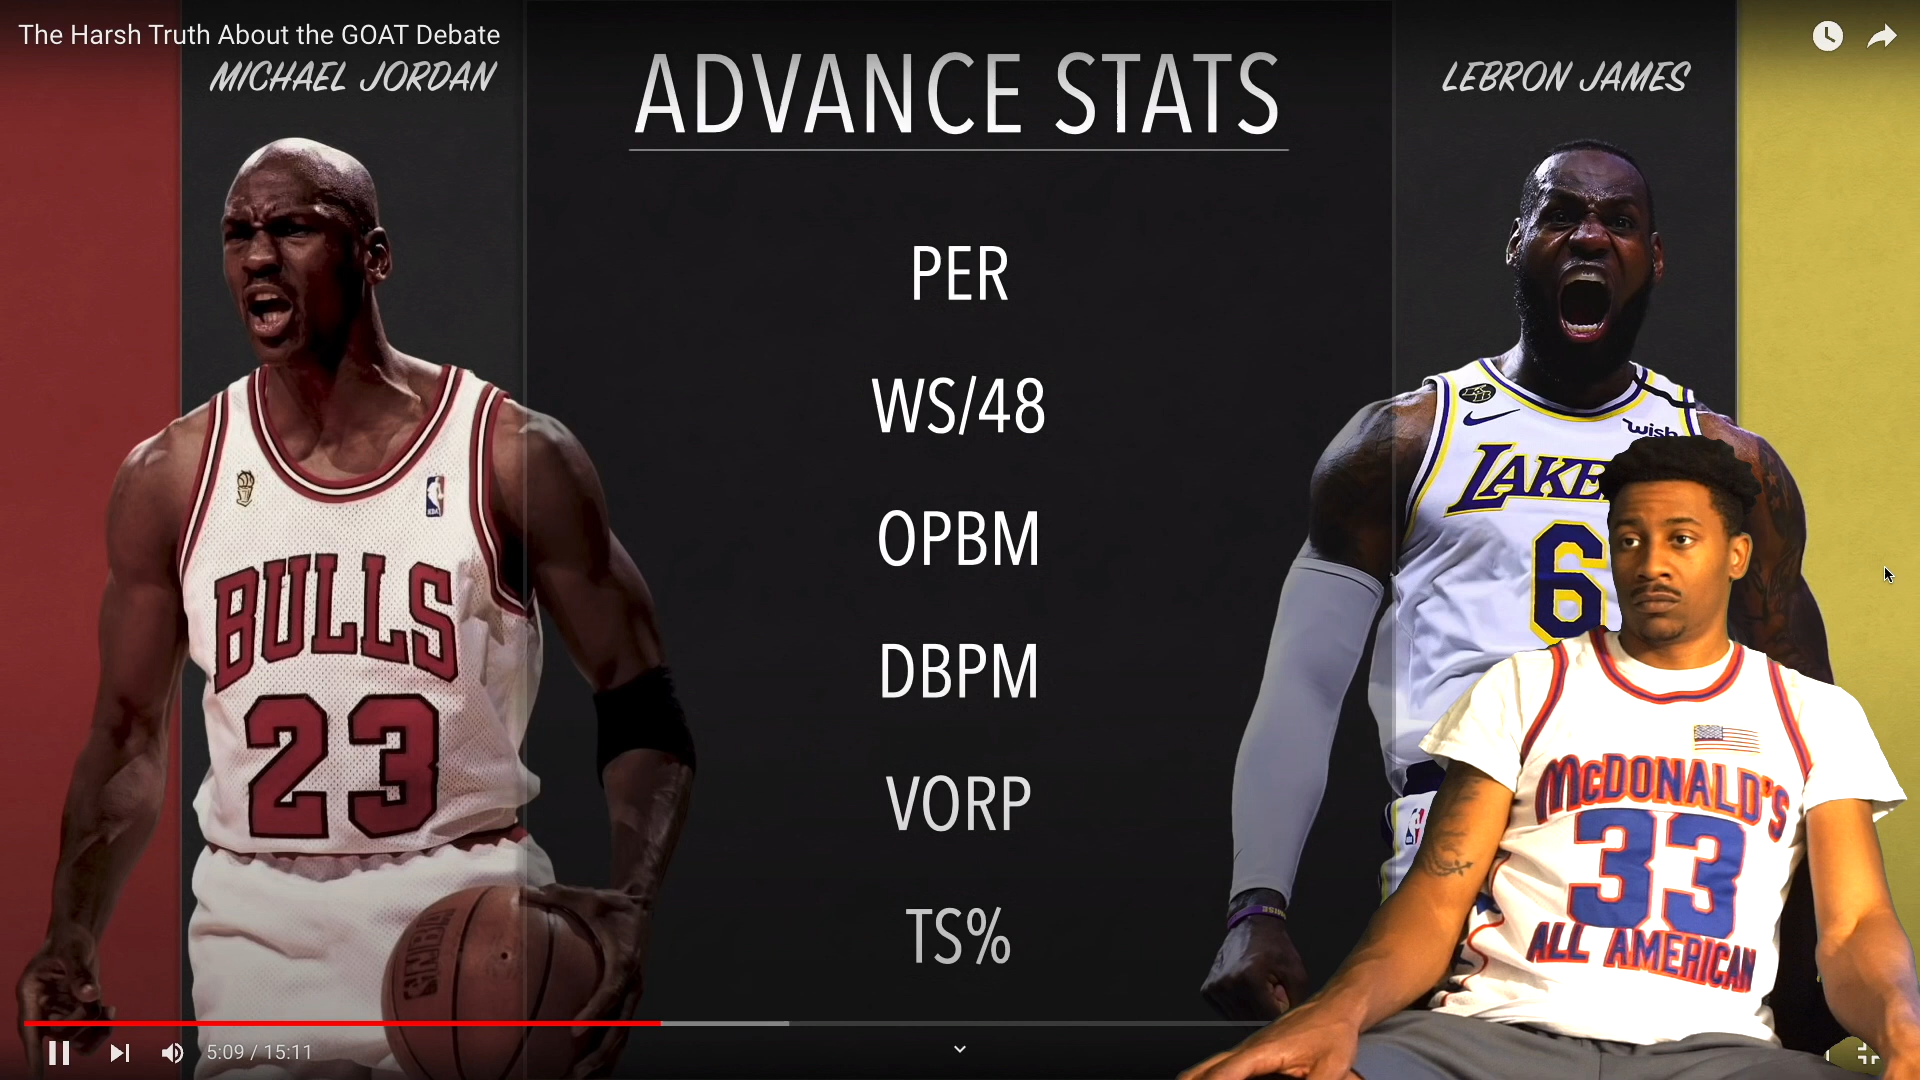 The Harsh Truth About the GOAT Debate
MICHAEL JORDAN
ADVANCE STATS
LEBRON JAMES
PER
WS/48
OPBM
DBPM
VORP
TS%
BULLS
23
NBA
wish
LAKE
6
McDONALD'S
33
ALL AMERICAN
5:09 / 15:11